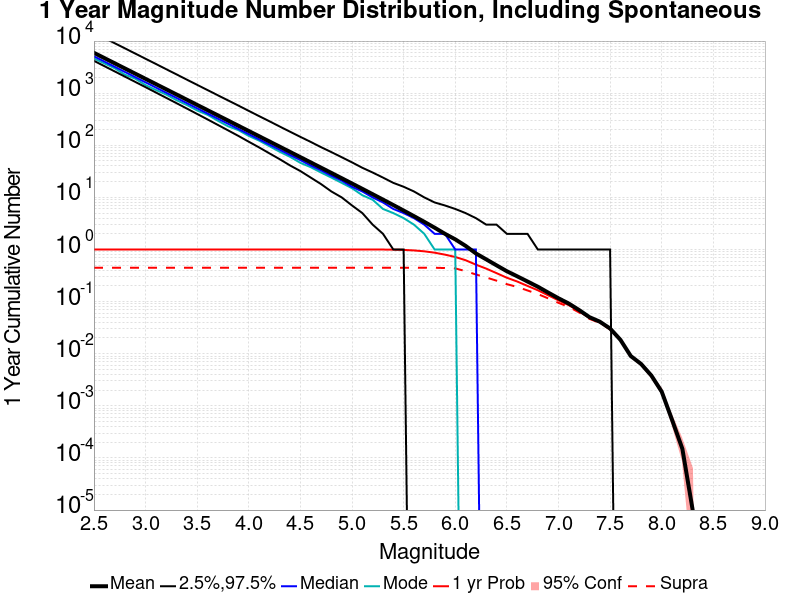 1 Year Magnitude Number Distribution, Including Spontaneous
10^4
10^3
10^2
10^1
10^0
10^-1
10^-2
10^-3
10^-4
10^-5
1 Year Cumulative Number
2.5 3.0 3.5 4.0 4.5 5.0 5.5 6.0 6.5 7.0 7.5 8.0 8.5 9.0
Magnitude
Mean 2.5%,97.5% Median Mode 1 yr Prob 95% Conf Supra